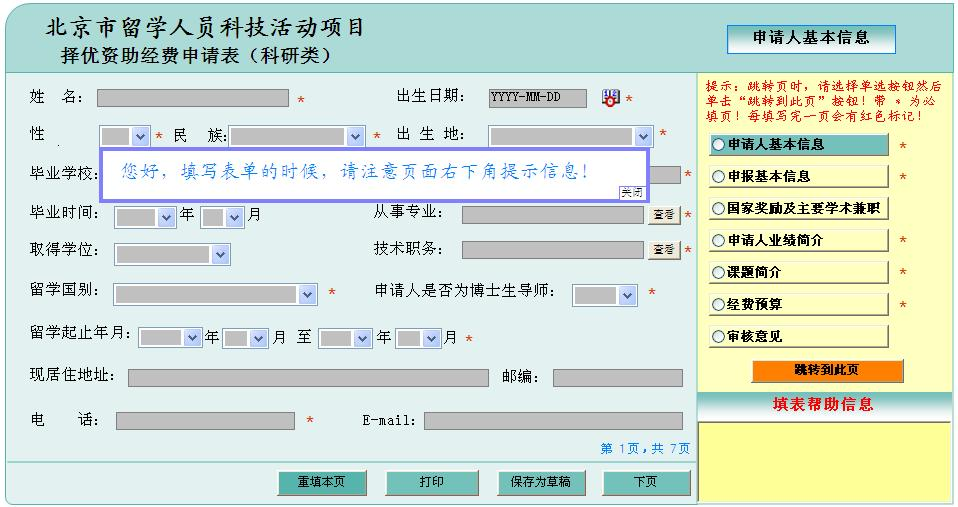 北京市留学人员科技活动项目
择优资助经费申请表（科研类）
申请人基本信息
姓 名： *
出生日期： YYYY-MM-DD *
性 * 民 族： * 出 生 地： *
毕业学校： *
您好，填写表单的时候，请注意页面右下角提示信息！
关闭
毕业时间： 年 月
从事专业： 查看 *
取得学位：
技术职务： 查看 *
留学国别： *
申请人是否为博士生导师： *
留学起止年月： 年 月 至 年 月 *
现居住地址： 邮编：
电 话： *
E-mail：
第 1页，共 7页
重填本页 打印 保存为草稿 下页
提示：跳转页时，请选择单选按钮然后
单击“跳转到此页”按钮！带 * 为必
填页！每填写完一页会有红色标记！
申请人基本信息 *
申报基本信息 *
国家奖励及主要学术兼职
申请人业绩简介 *
课题简介 *
经费预算 *
审核意见
跳转到此页
填表帮助信息